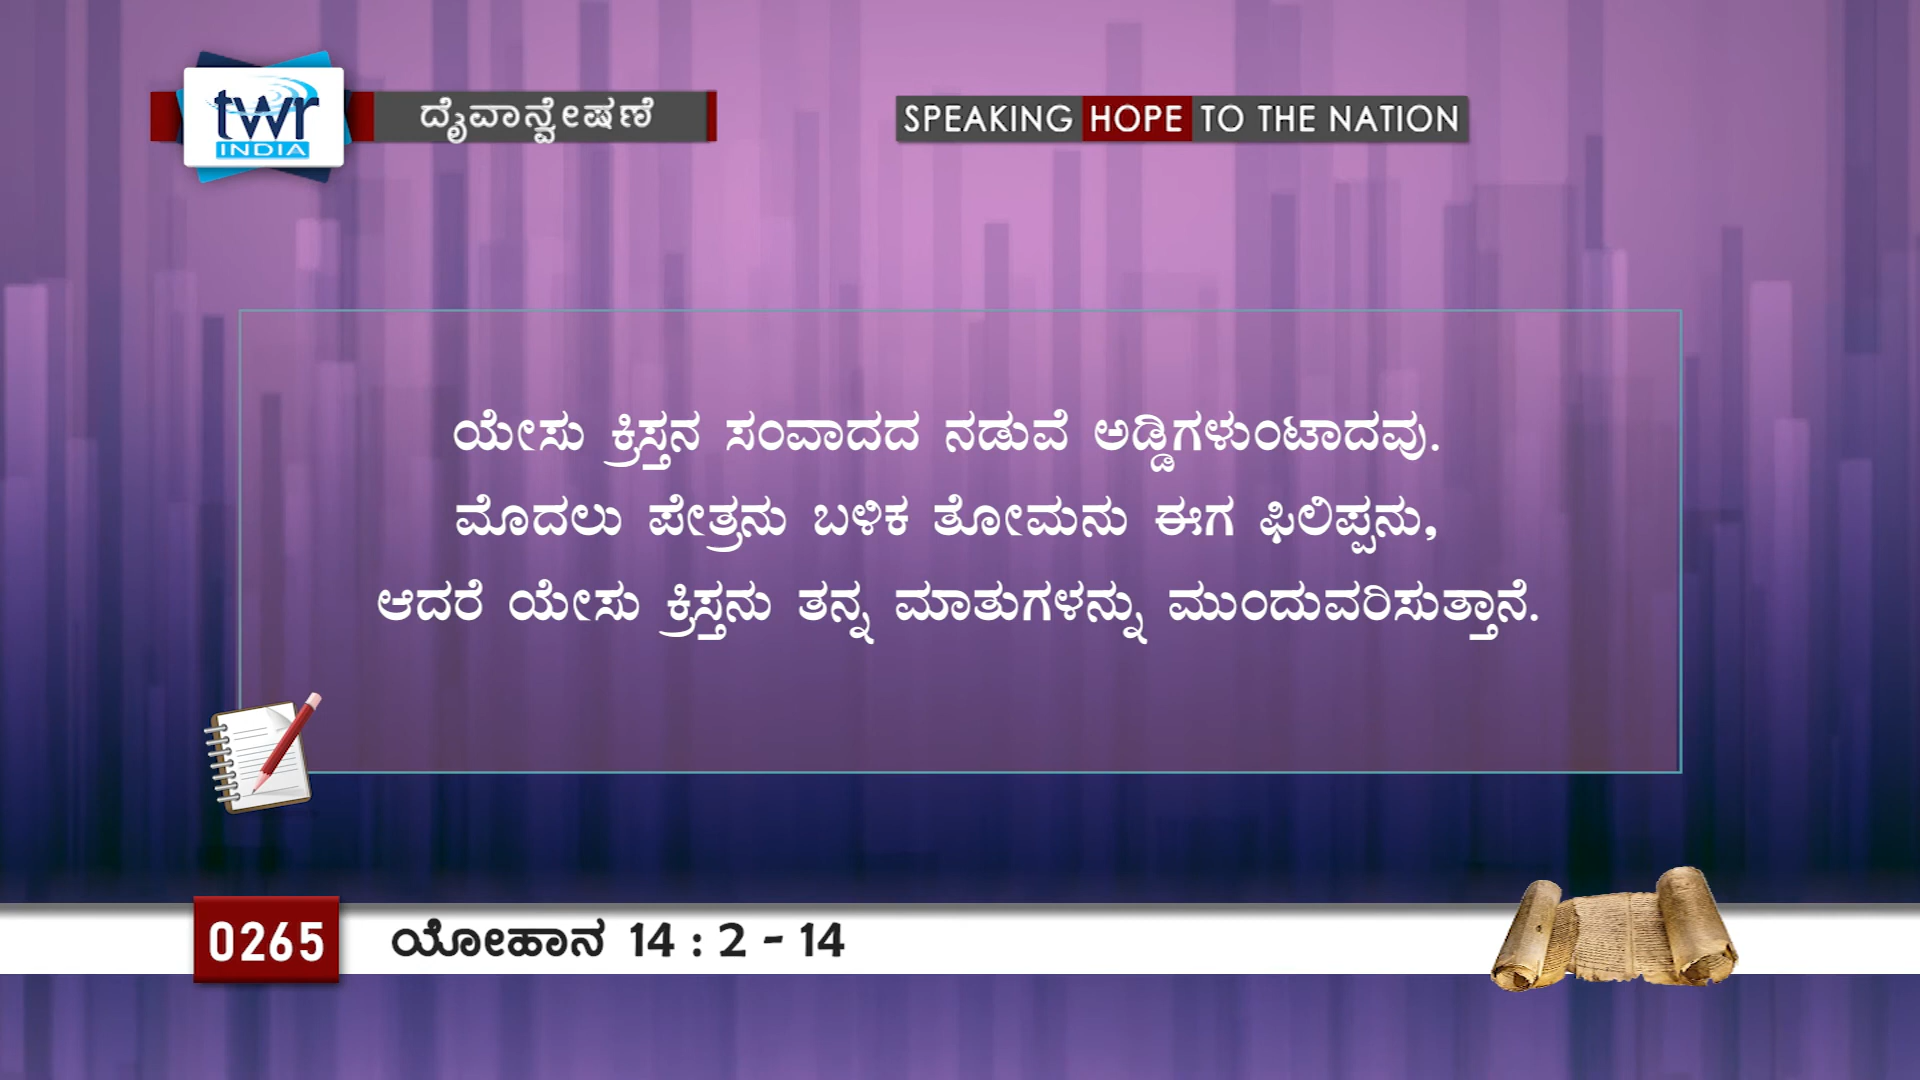 twr
INDIA
ದೈವಾನ್ವೇಷಣೆ
SPEAKING HOPE TO THE NATION
ಯೇಸು ಕ್ರಿಸ್ತನ ಸಂವಾದದ ನಡುವೆ ಅಡ್ಡಿಗಳುಂಟಾದವು.
ಮೊದಲು ಪೇತ್ರನು ಬಳಿಕ ತೋಮನು ಈಗ ಫಿಲಿಪ್ಪನು,
ಆದರೆ ಯೇಸು ಕ್ರಿಸ್ತನು ತನ್ನ ಮಾತುಗಳನ್ನು ಮುಂದುವರಿಸುತ್ತಾನೆ.
0265 ಯೋಹಾನ 14 : 2 - 14